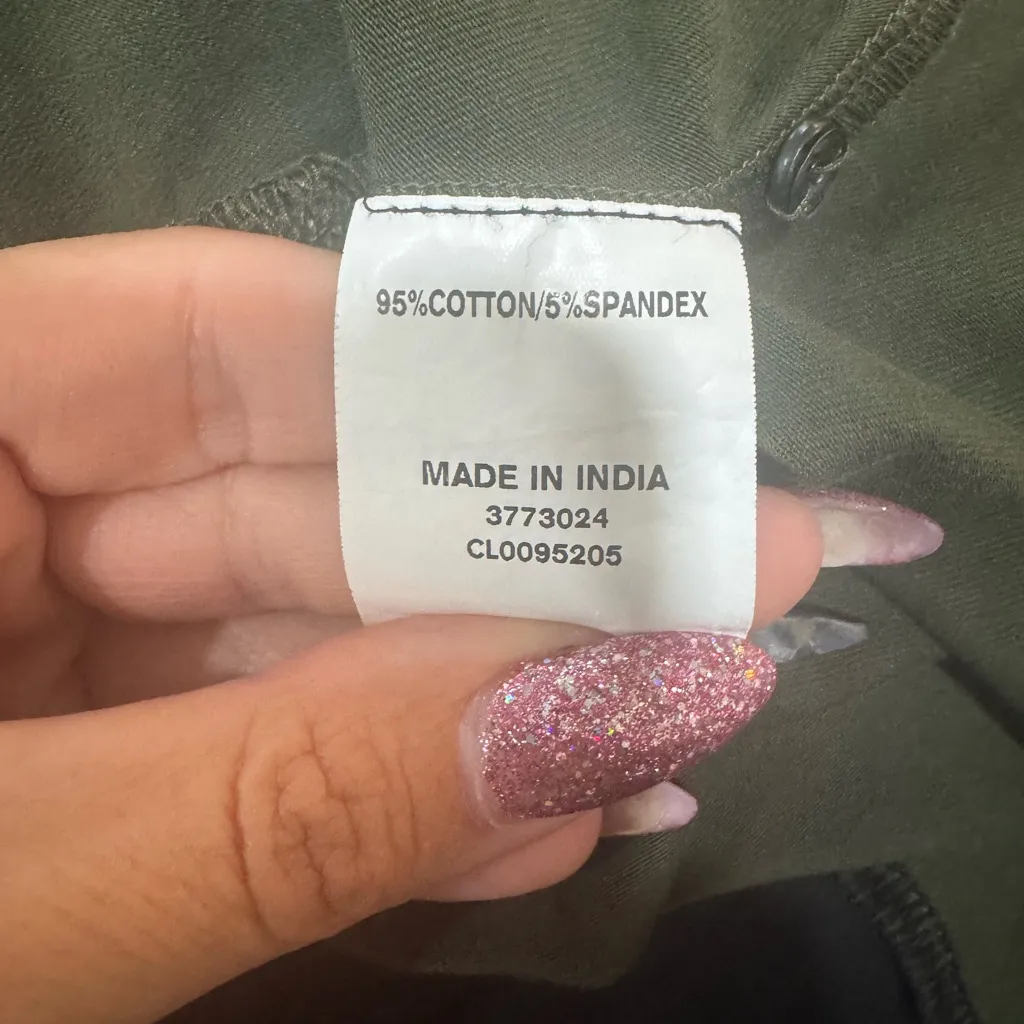 95%COTTON/5%SPANDEX
MADE IN INDIA
3773024
CL0095205